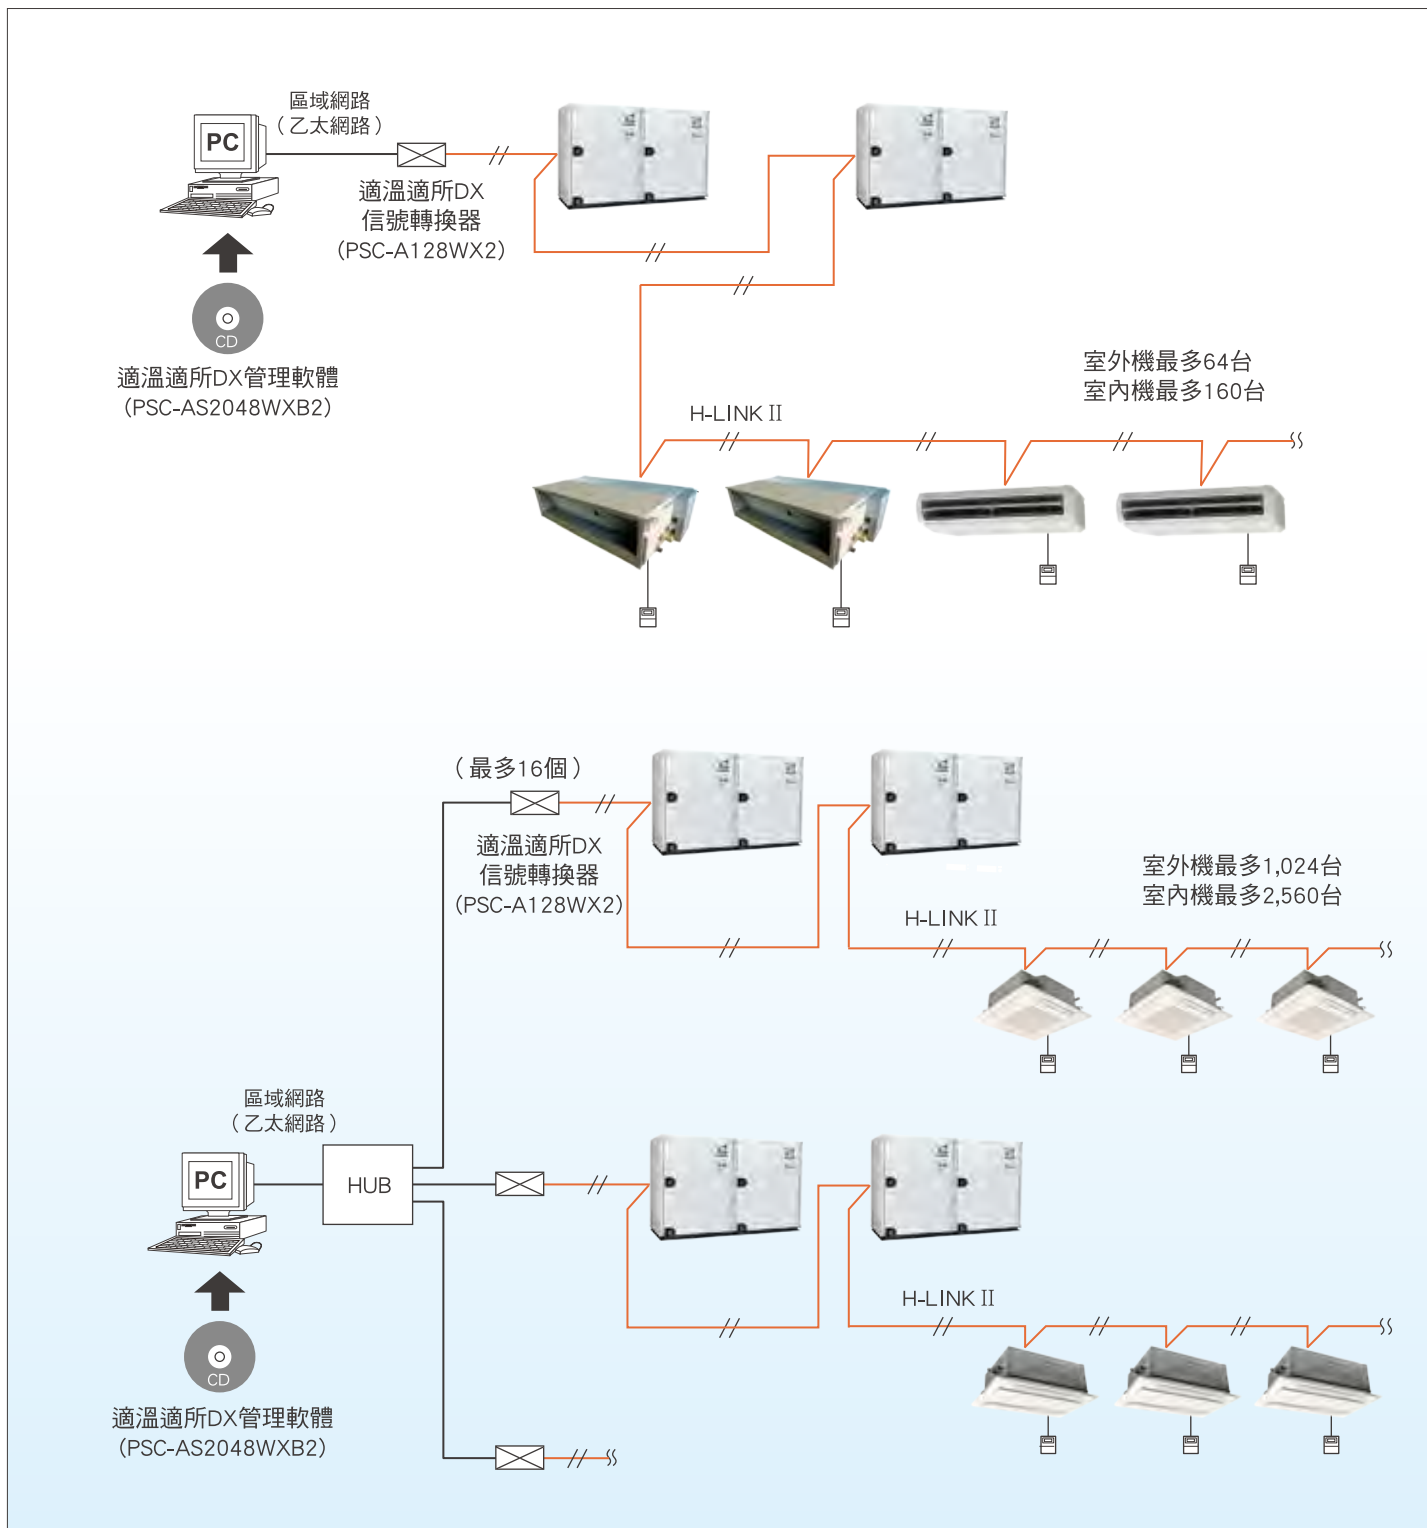 區域網路
（乙太網路）
PC
適溫適所DX
信號轉換器
(PSC-A128WX2)
CD
適溫適所DX管理軟體
(PSC-AS2048WXB2)
室外機最多64台
室內機最多160台
H-LINK II
（最多16個）
適溫適所DX
信號轉換器
(PSC-A128WX2)
室外機最多1,024台
室內機最多2,560台
H-LINK II
區域網路
（乙太網路）
PC
HUB
H-LINK II
CD
適溫適所DX管理軟體
(PSC-AS2048WXB2)